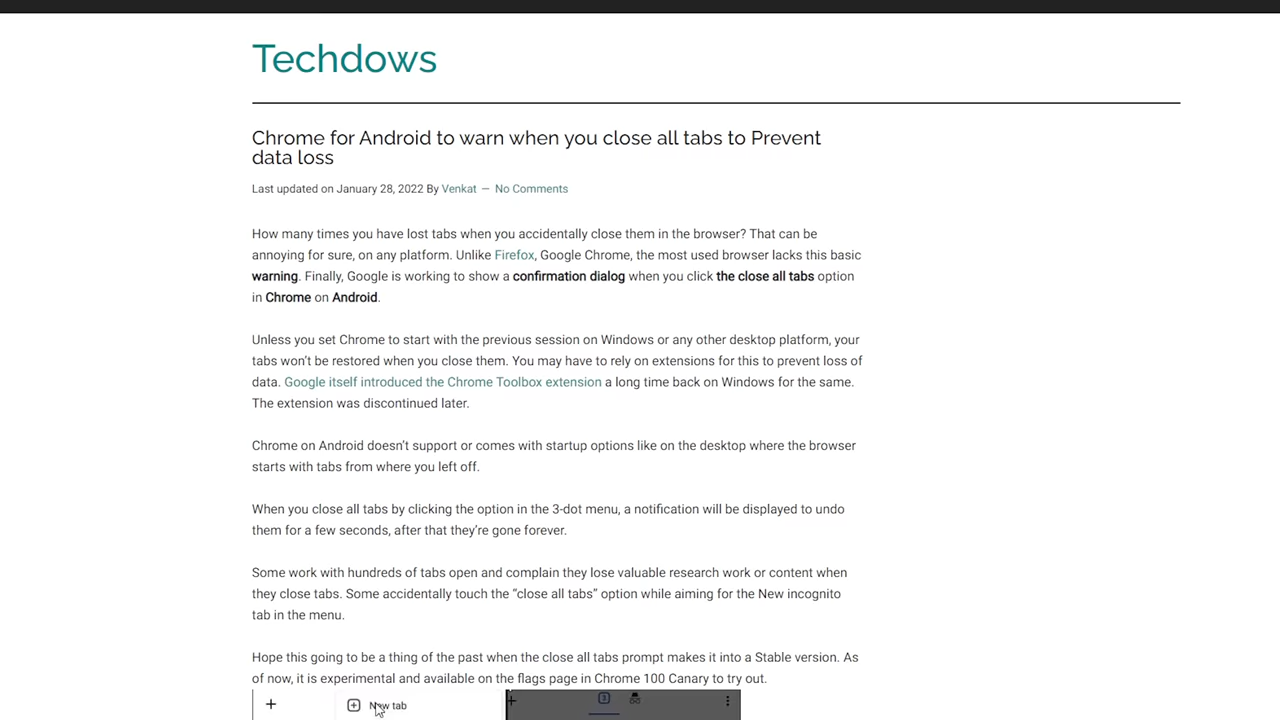 Techdows
Chrome for Android to warn when you close all tabs to Prevent
data loss
Last updated on January 28, 2022 By Venkat — No Comments
How many times you have lost tabs when you accidentally close them in the browser? That can be
annoying for sure, on any platform. Unlike Firefox, Google Chrome, the most used browser lacks this basic
warning. Finally, Google is working to show a confirmation dialog when you click the close all tabs option
in Chrome on Android.
Unless you set Chrome to start with the previous session on Windows or any other desktop platform, your
tabs won't be restored when you close them. You may have to rely on extensions for this to prevent loss of
data. Google itself introduced the Chrome Toolbox extension a long time back on Windows for the same.
The extension was discontinued later.
Chrome on Android doesn't support or comes with startup options like on the desktop where the browser
starts with tabs from where you left off.
When you close all tabs by clicking the option in the 3-dot menu, a notification will be displayed to undo
them for a few seconds, after that they're gone forever.
Some work with hundreds of tabs open and complain they lose valuable research work or content when
they close tabs. Some accidentally touch the “close all tabs” option while aiming for the New incognito
tab in the menu.
Hope this going to be a thing of the past when the close all tabs prompt makes it into a Stable version. As
of now, it is experimental and available on the flags page in Chrome 100 Canary to try out.
New tab